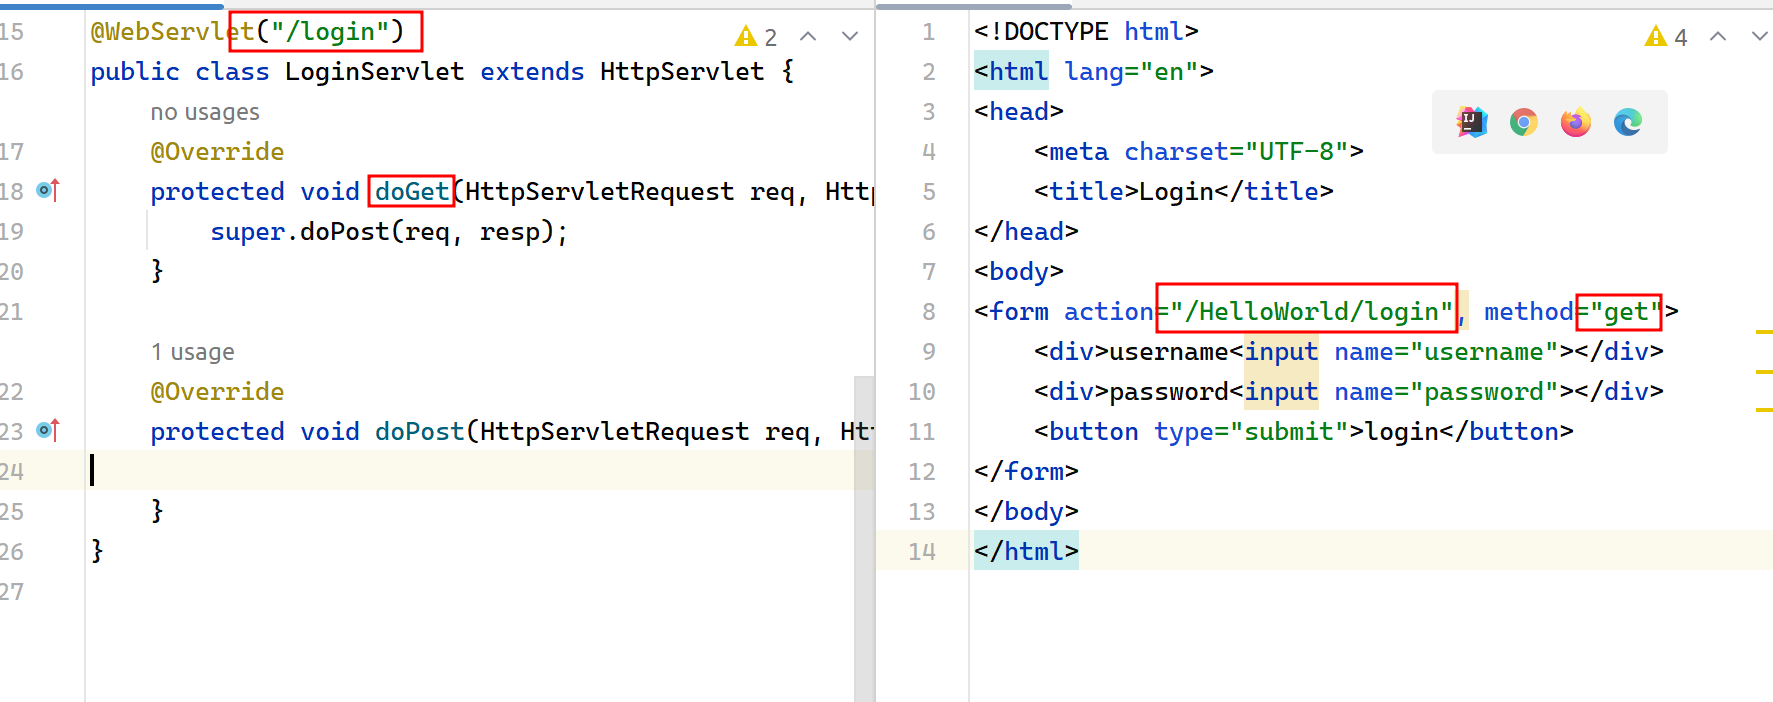 15 @WebServlet("/login")
2
16 public class LoginServlet extends HttpServlet {
no usages
17 @Override
18 protected void doGet(HttpServletRequest req, Http
19 super.doPost(req, resp);
20 }
21
1 usage
22 @Override
23 protected void doPost(HttpServletRequest req, Ht
24
25 }
26 }
27
1 <!DOCTYPE html>
4
2 <html lang="en">
3 <head>
IJ
4 <meta charset="UTF-8">
5 <title>Login</title>
6 </head>
7 <body>
8 <form action="/HelloWorld/login", method="get">
9 <div>username<input name="username"></div>
10 <div>password<input name="password"></div>
11 <button type="submit">login</button>
12 </form>
13 </body>
14 </html>